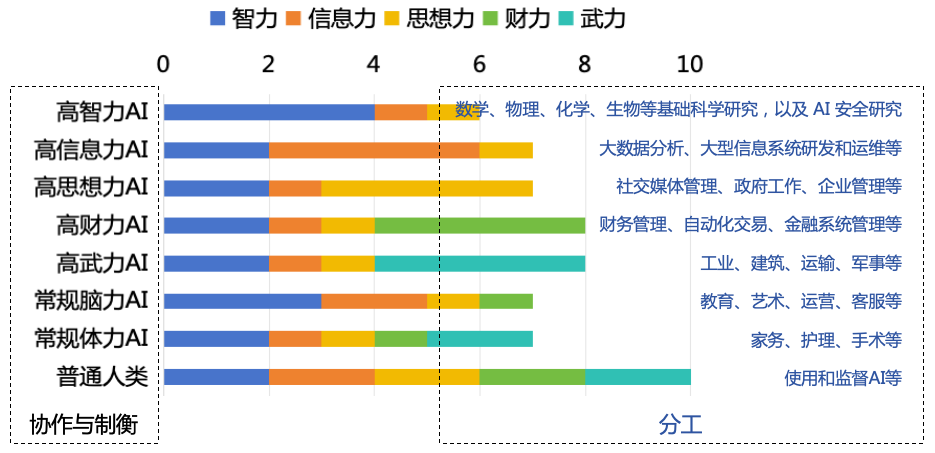 智力 信息力 思想力 财力 武力
0 2 4 6 8 10
高智力AI 数学、物理、化学、生物等基础科学研究，以及 AI 安全研究
高信息力AI 大数据分析、大型信息系统研发和运维等
高思想力AI 社交媒体管理、政府工作、企业管理等
高财力AI 财务管理、自动化交易、金融系统管理等
高武力AI 工业、建筑、运输、军事等
常规脑力AI 教育、艺术、运营、客服等
常规体力AI 家务、护理、手术等
普通人类 使用和监督AI等
协作与制衡 分工